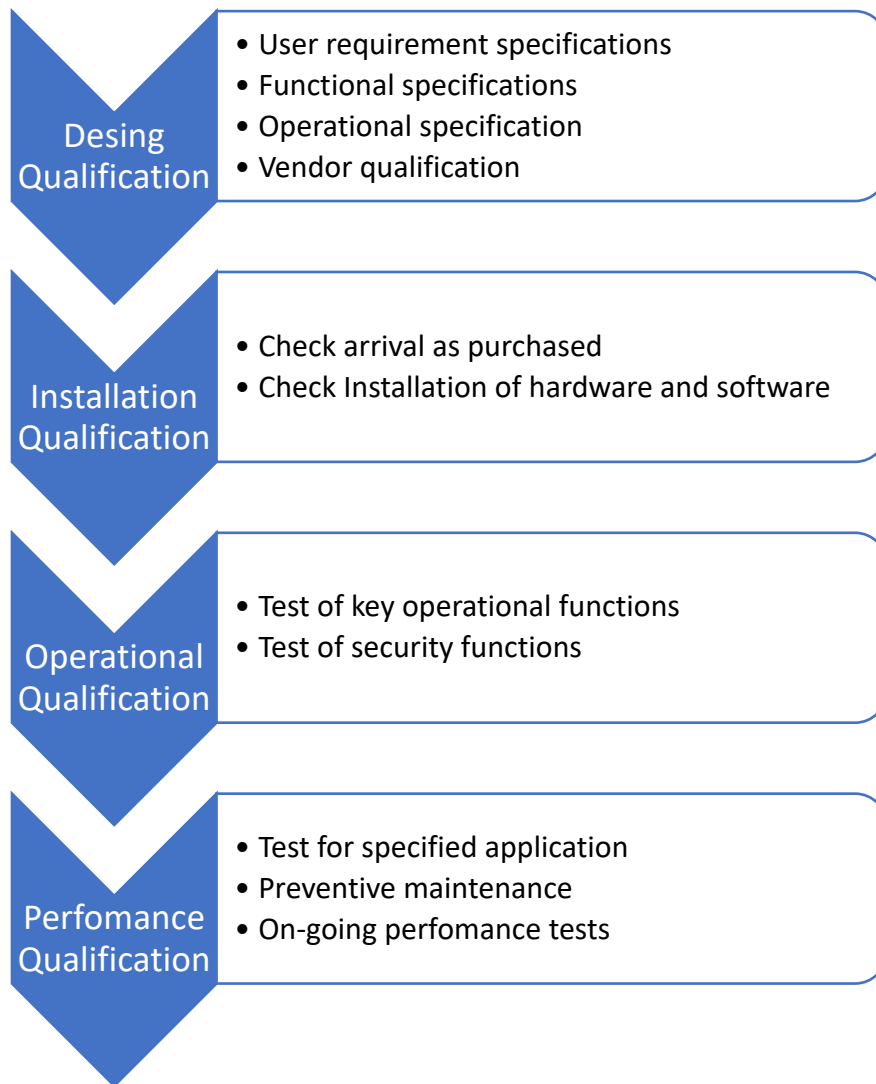 Desing
Qualification
• User requirement specifications
• Functional specifications
• Operational specification
• Vendor qualification
Installation
Qualification
• Check arrival as purchased
• Check Installation of hardware and software
Operational
Qualification
• Test of key operational functions
• Test of security functions
Perfomance
Qualification
• Test for specified application
• Preventive maintenance
• On-going perfomance tests